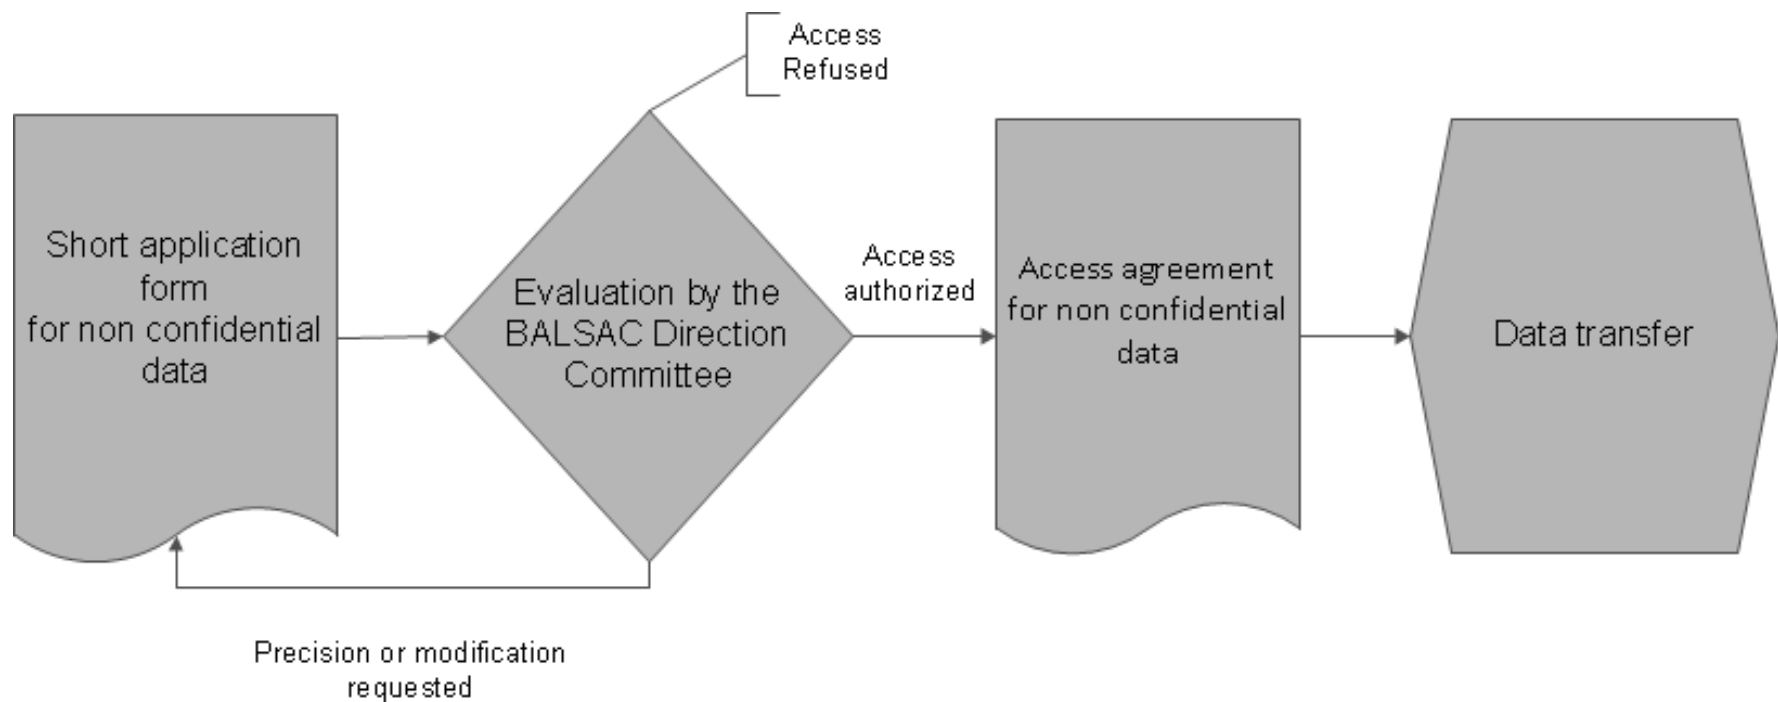 Access
Refused
Short application
form
for non confidential
data
Evaluation by the
BALSAC Direction
Committee
Access
authorized
Access agreement
for non confidential
data
Data transfer
Precision or modification
requested